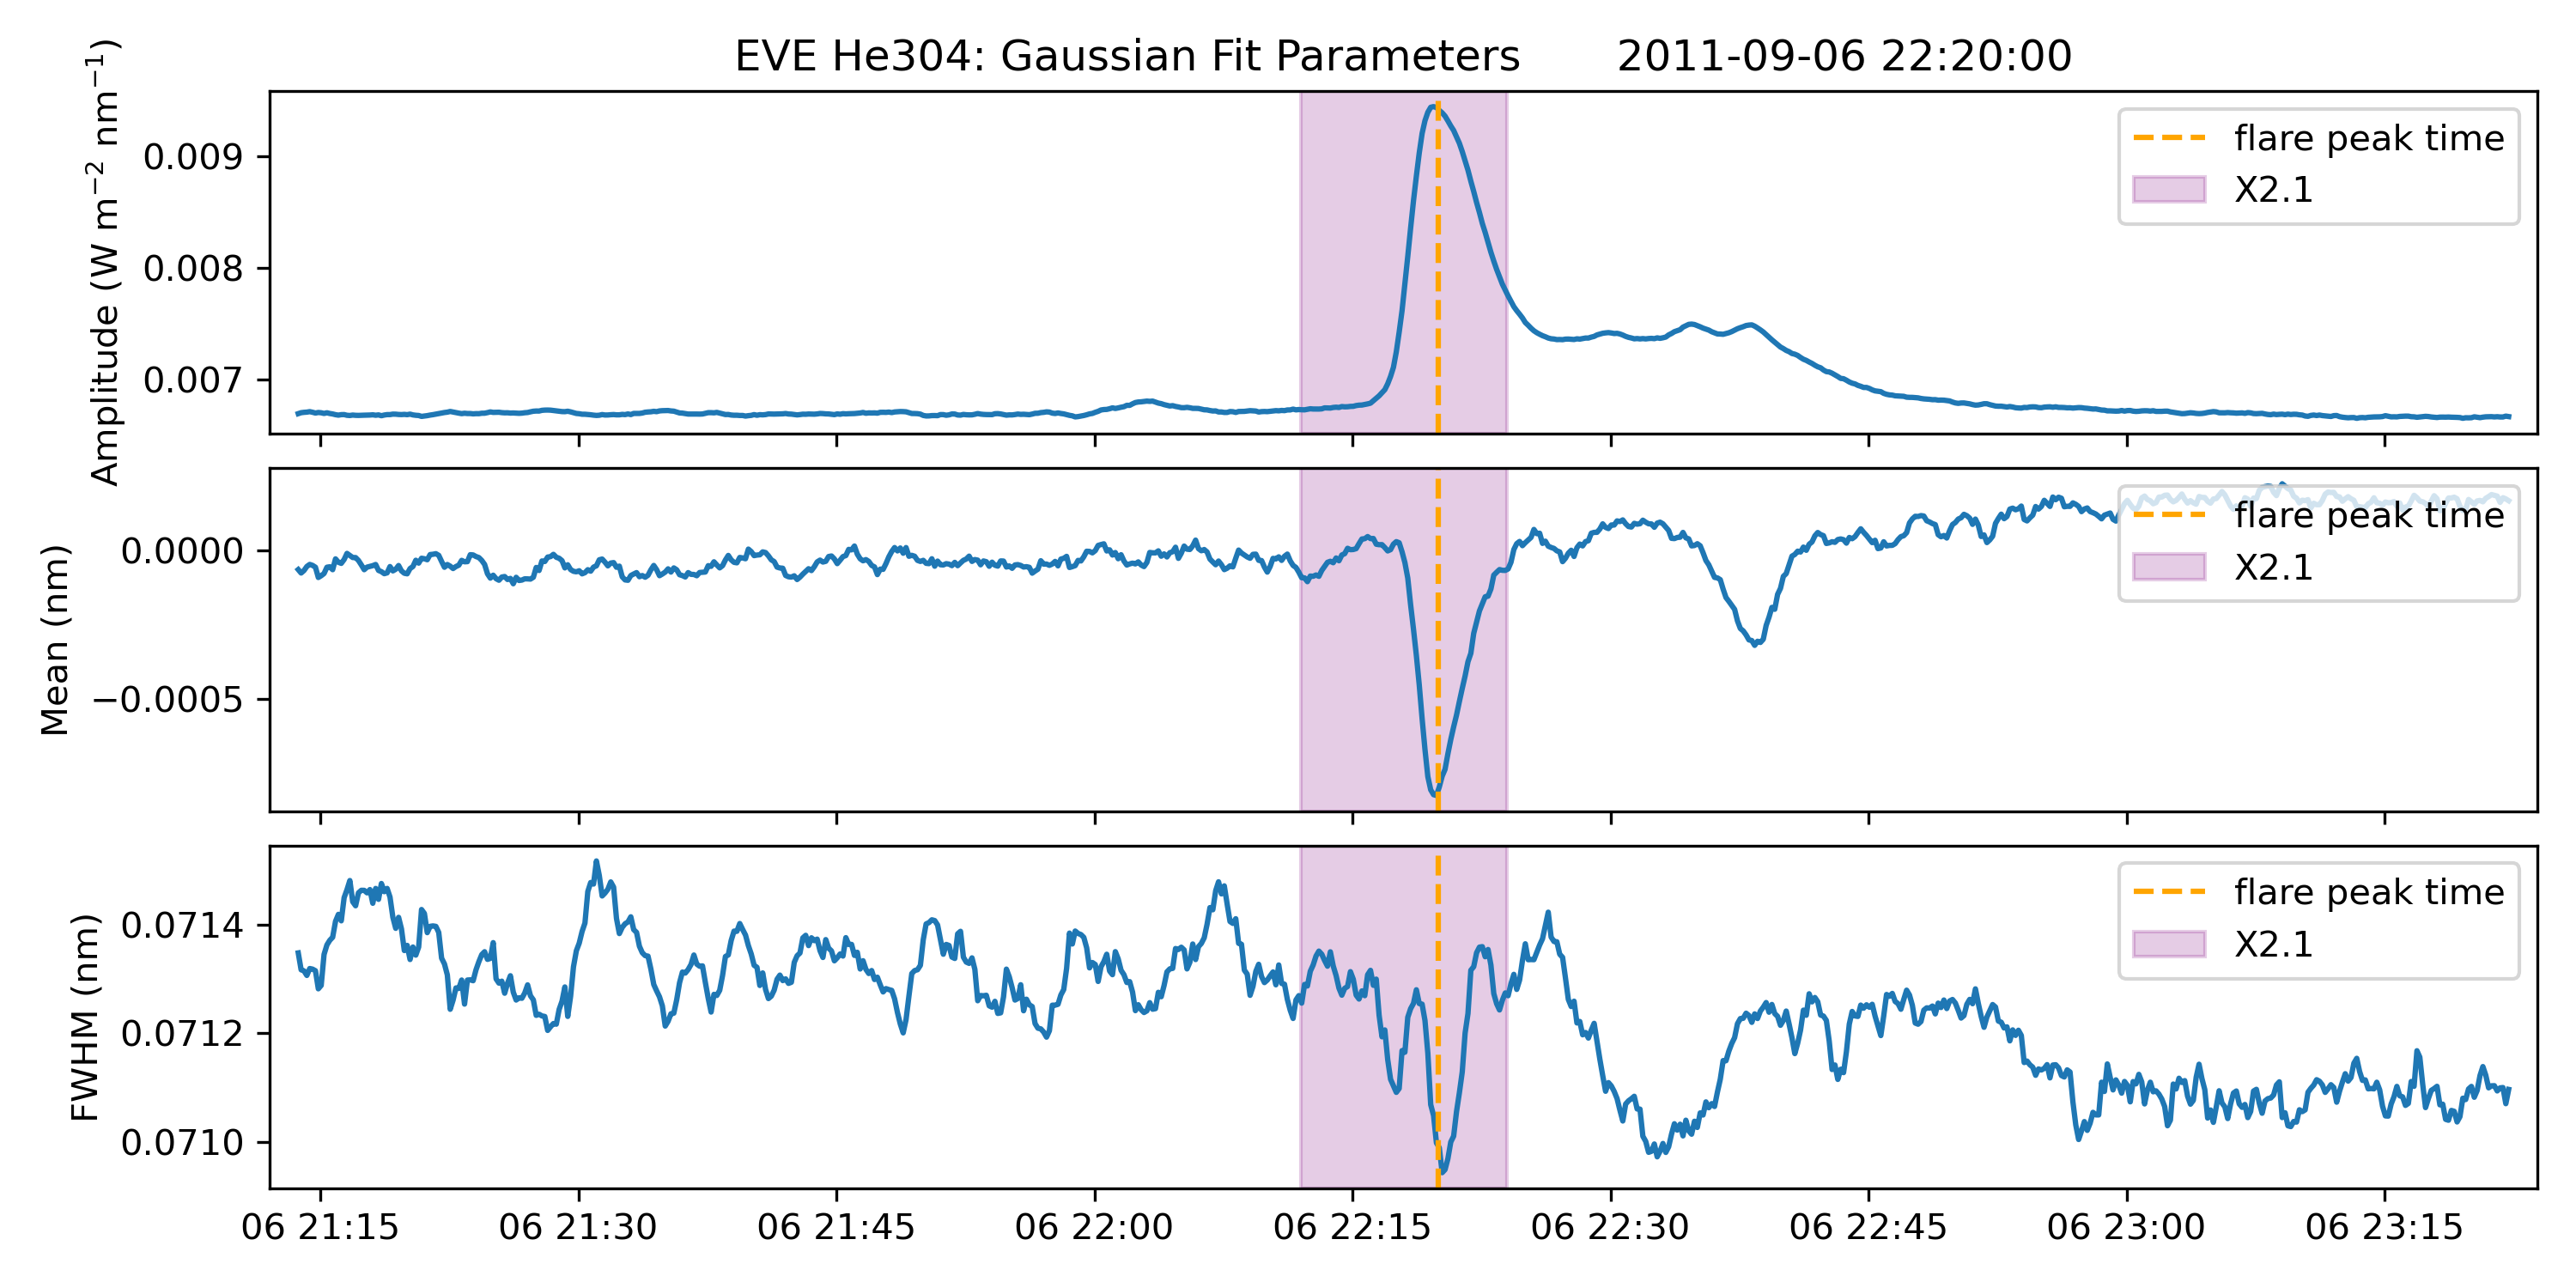 EVE He304: Gaussian Fit Parameters 2011-09-06 22:20:00
Amplitude (W m⁻² nm⁻¹)
0.009
0.008
0.007
flare peak time
X2.1
Mean (nm)
0.0000
−0.0005
flare peak time
X2.1
FWHM (nm)
0.0714
0.0712
0.0710
flare peak time
X2.1
06 21:15 06 21:30 06 21:45 06 22:00 06 22:15 06 22:30 06 22:45 06 23:00 06 23:15